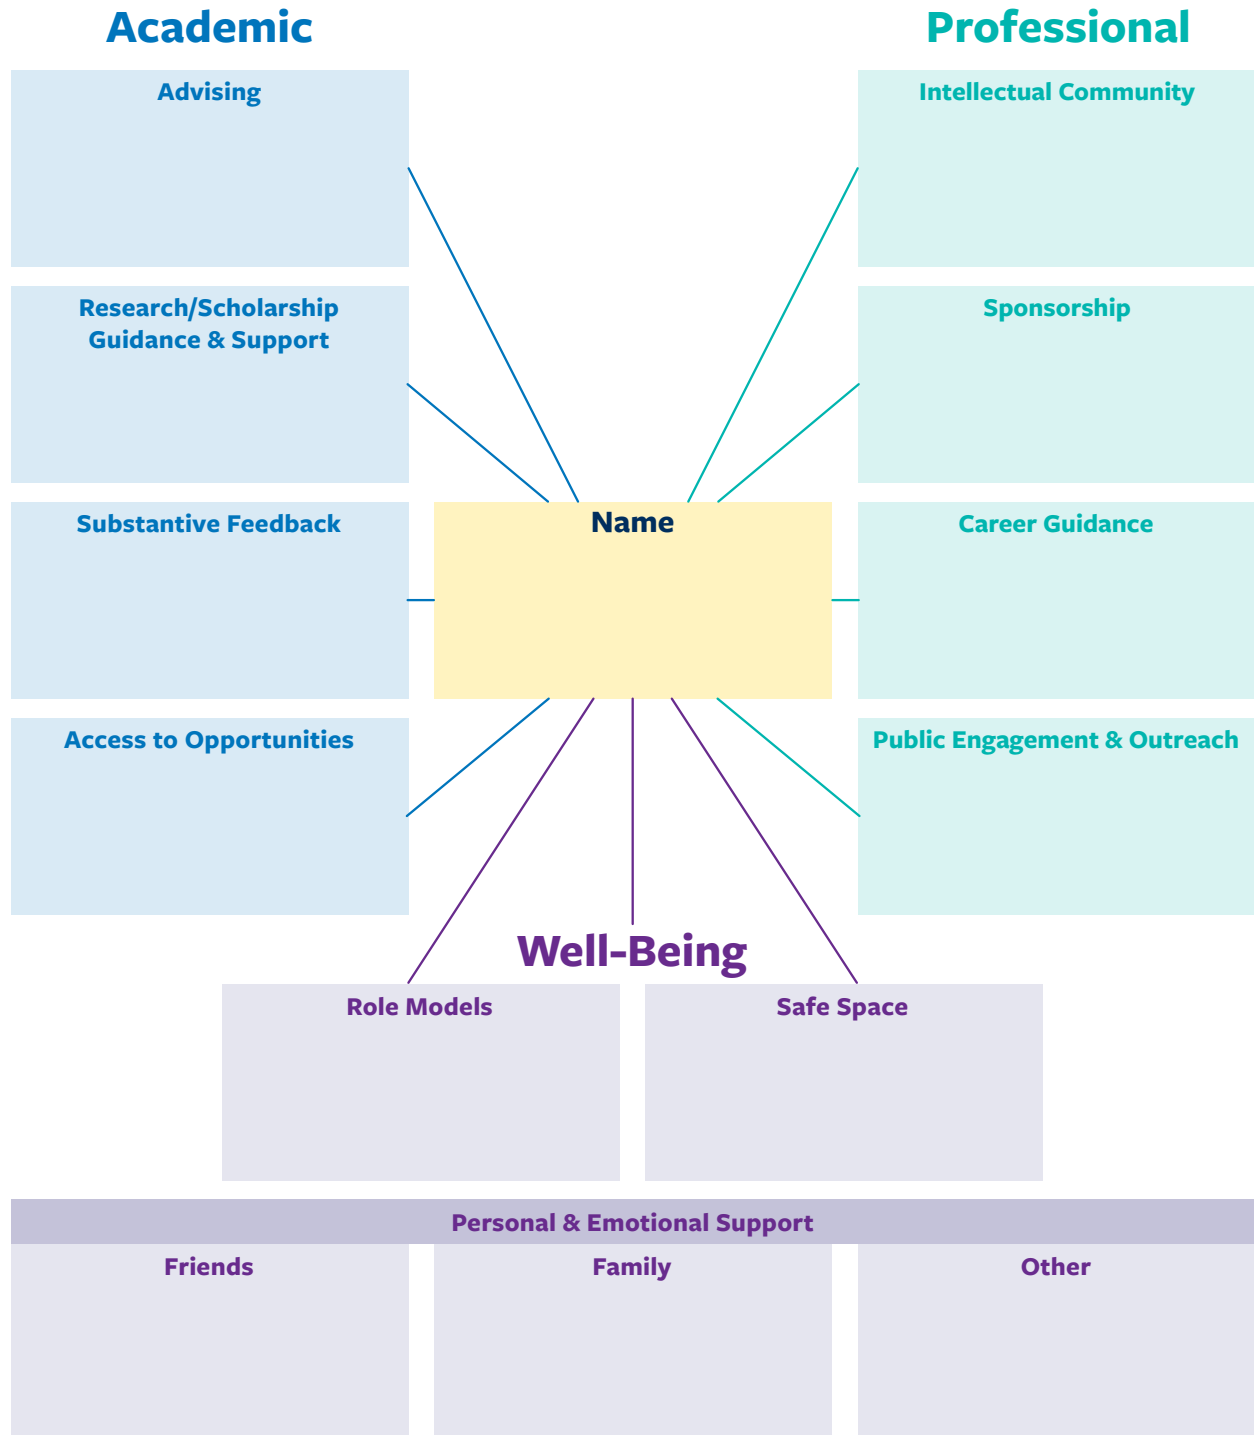 Academic
Professional
Advising
Intellectual Community
Research/Scholarship
Guidance & Support
Sponsorship
Substantive Feedback
Name
Career Guidance
Access to Opportunities
Public Engagement & Outreach
Well-Being
Role Models
Safe Space
Personal & Emotional Support
Friends
Family
Other